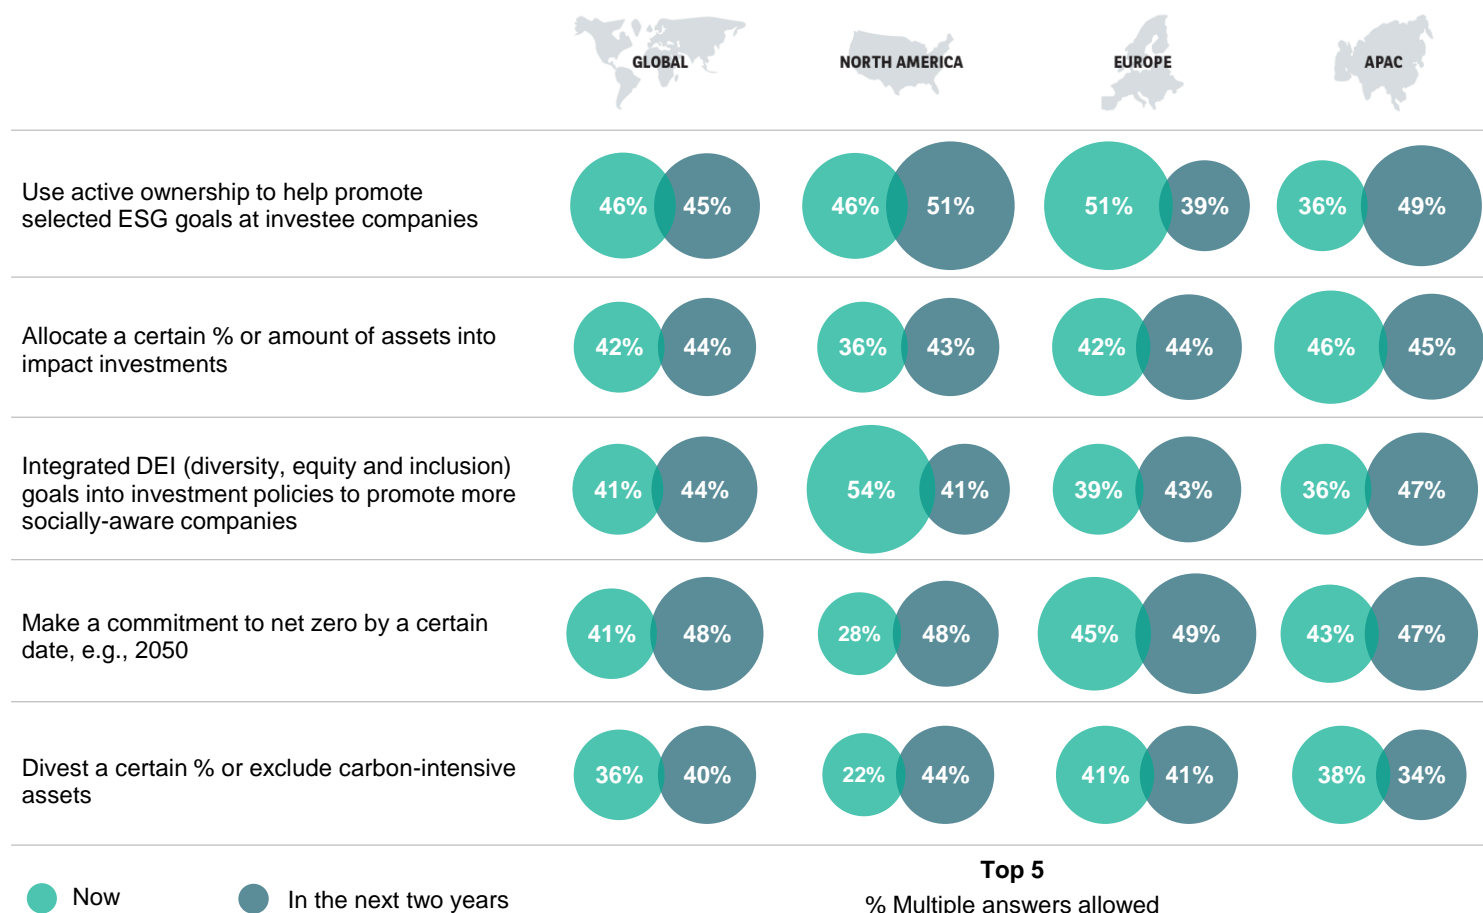 GLOBAL
NORTH AMERICA
EUROPE
APAC
Use active ownership to help promote
selected ESG goals at investee companies
46% 45% 46% 51% 51% 39% 36% 49%
Allocate a certain % or amount of assets into
impact investments
42% 44% 36% 43% 42% 44% 46% 45%
Integrated DEI (diversity, equity and inclusion)
goals into investment policies to promote more
socially-aware companies
41% 44% 54% 41% 39% 43% 36% 47%
Make a commitment to net zero by a certain
date, e.g., 2050
41% 48% 28% 48% 45% 49% 43% 47%
Divest a certain % or exclude carbon-intensive
assets
36% 40% 22% 44% 41% 41% 38% 34%
Now
In the next two years
Top 5
% Multiple answers allowed